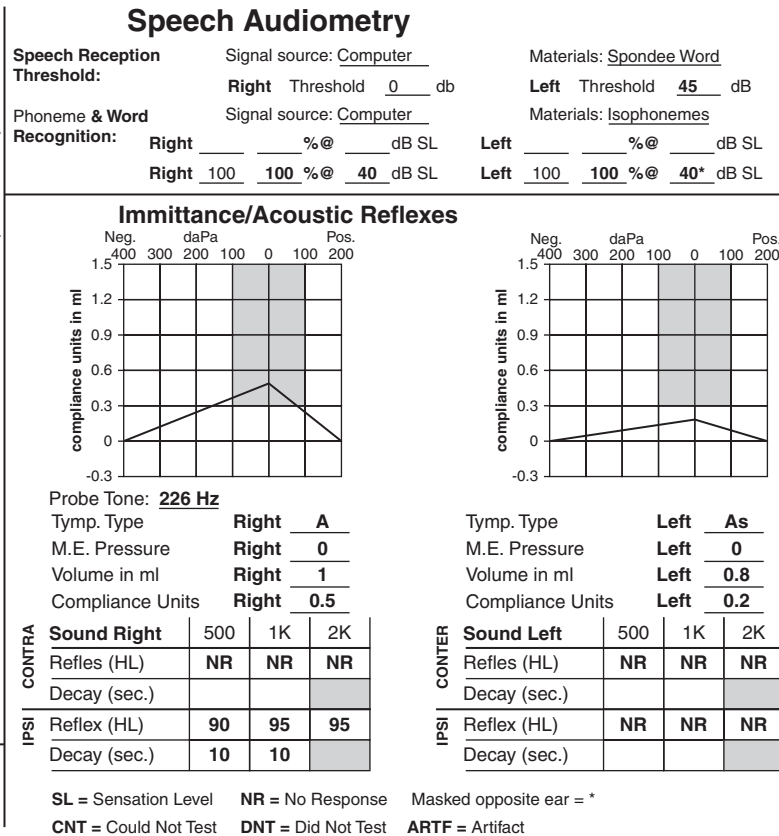 Speech Audiometry
Speech Reception Threshold:
Signal source: Computer
Materials: Spondee Word
Right Threshold 0 db
Left Threshold 45 dB
Phoneme & Word Recognition:
Signal source: Computer
Materials: Isophonemes
Right %@ dB SL Left %@ dB SL
Right 100 100 %@ 40 dB SL Left 100 100 %@ 40* dB SL
Immittance/Acoustic Reflexes
Neg. daPa Pos.
400 300 200 100 0 100 200
1.5
1.2
0.9
0.6
0.3
0
-0.3
compliance units in ml
Neg. daPa Pos.
400 300 200 100 0 100 200
1.5
1.2
0.9
0.6
0.3
0
-0.3
compliance units in ml
Probe Tone: 226 Hz
Tymp. Type Right A
M.E. Pressure Right 0
Volume in ml Right 1
Compliance Units Right 0.5
Tymp. Type Left As
M.E. Pressure Left 0
Volume in ml Left 0.8
Compliance Units Left 0.2
CONTRA
Sound Right 500 1K 2K
Refles (HL) NR NR NR
Decay (sec.)
IPSI
Reflex (HL) 90 95 95
Decay (sec.) 10 10
CONTER
Sound Left 500 1K 2K
Refles (HL) NR NR NR
Decay (sec.)
IPSI
Reflex (HL) NR NR NR
Decay (sec.)
SL = Sensation Level NR = No Response Masked opposite ear = *
CNT = Could Not Test DNT = Did Not Test ARTF = Artifact